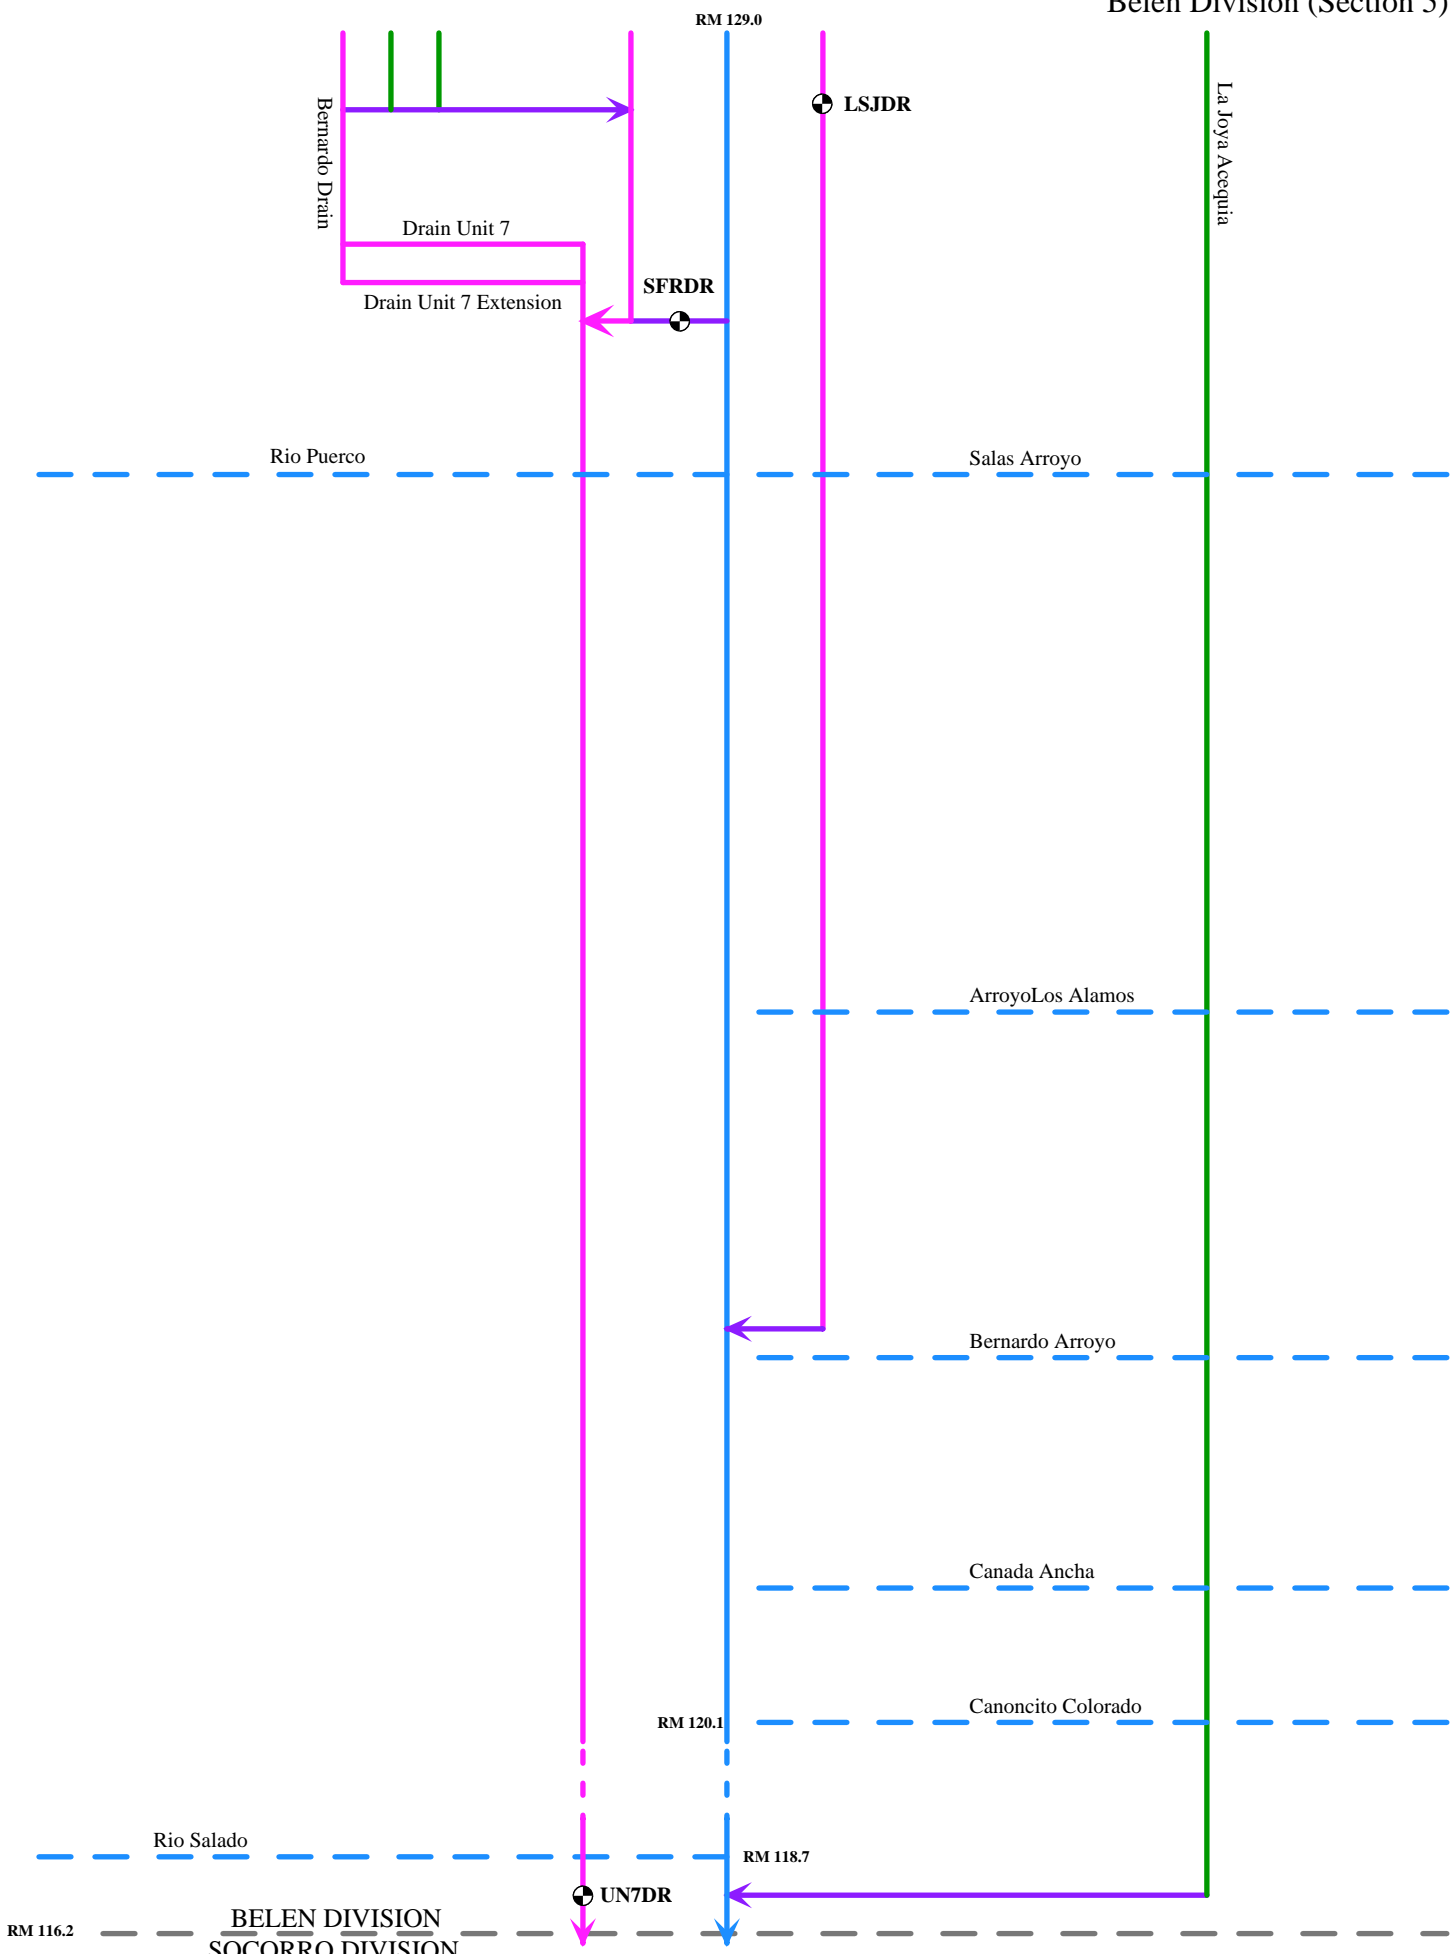 Belen Division (Section 5)
RM 129.0
LSJDR
Bernardo Drain
La Joya Acequia
Drain Unit 7
SFRDR
Drain Unit 7 Extension
Rio Puerco
Salas Arroyo
ArroyoLos Alamos
Bernardo Arroyo
Canada Ancha
Canoncito Colorado
RM 120.1
Rio Salado
RM 118.7
UN7DR
BELEN DIVISION
RM 116.2
SOCORRO DIVISION